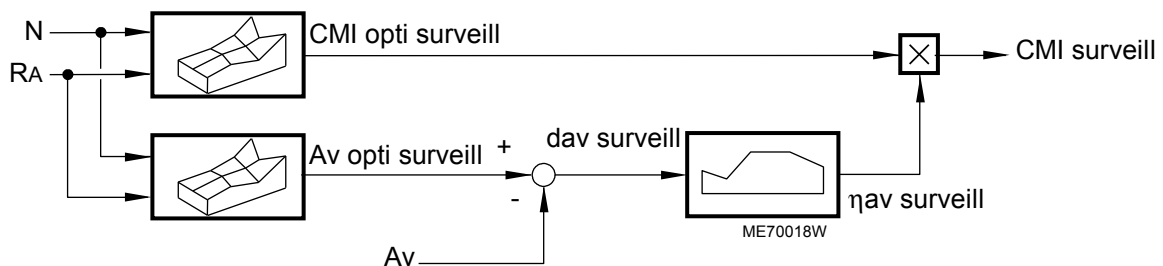 N
CMI opti surveill
CMI surveill
RA
Av opti surveill
+
dav surveill
-
ηav surveill
ME70018W
Av